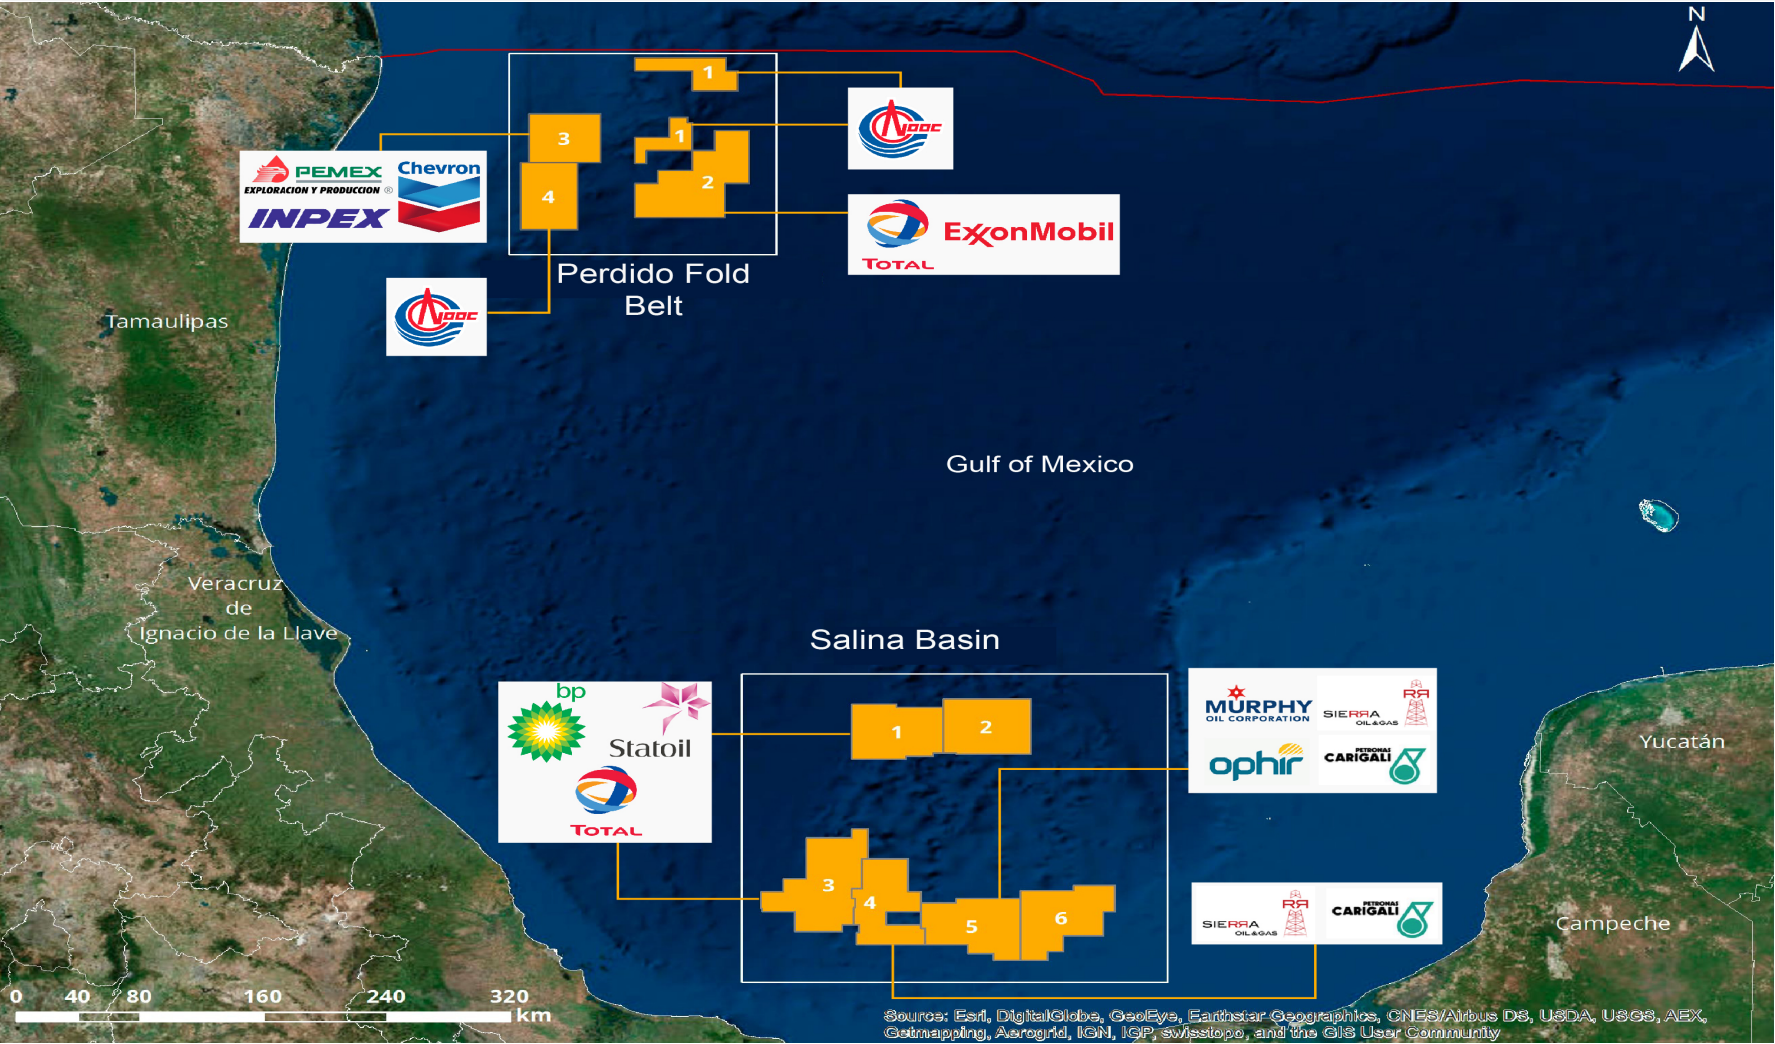 N
1
CNOOC
3
1
PEMEX
EXPLORACION Y PRODUCCION ®
Chevron
INPEX
2
4
TOTAL
ExxonMobil
Perdido Fold
Belt
CNOOC
Tamaulipas
Gulf of Mexico
Veracruz
de
Ignacio de la Llave
Salina Basin
bp
Statoil
TOTAL
1
2
MURPHY
OIL CORPORATION
SIERRA
OIL & GAS
ophir
PETRONAS
CARIGALI
Yucatán
3
4
5
6
SIERRA
OIL & GAS
PETRONAS
CARIGALI
Campeche
0 40 80 160 240 320
km
Source: Esri, DigitalGlobe, GeoEye, Earthstar Geographics, CNES/Airbus DS, USDA, USGS, AEX,
Getmapping, Aerogrid, IGN, IGP, swisstopo, and the GIS User Community